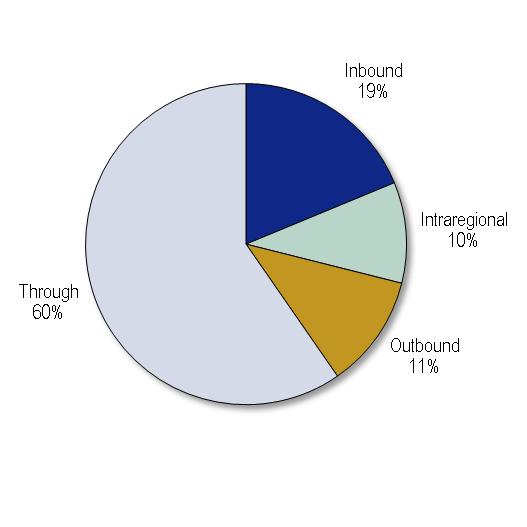 Inbound
19%
Intraregional
10%
Through
60%
Outbound
11%